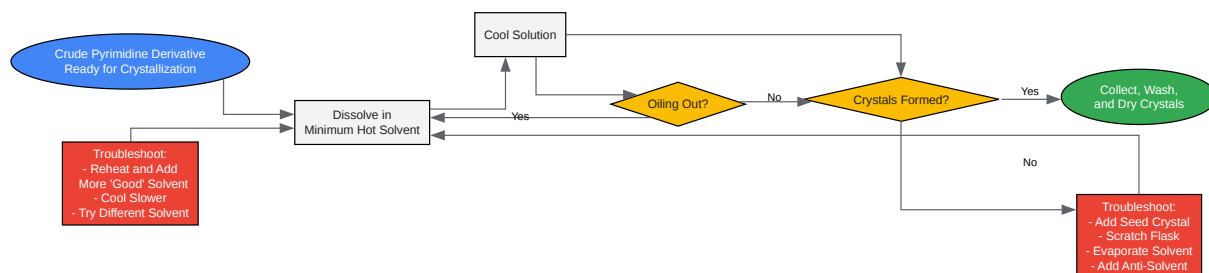 Cool Solution
Crude Pyrimidine Derivative
Ready for Crystallization
Dissolve in
Minimum Hot Solvent
Oiling Out?
No
Yes
Crystals Formed?
Yes
Collect, Wash,
and Dry Crystals
No
Troubleshoot:
- Reheat and Add
More 'Good' Solvent
- Cool Slower
- Try Different Solvent
Troubleshoot:
- Add Seed Crystal
- Scratch Flask
- Evaporate Solvent
- Add Anti-Solvent